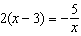 2(x − 3) = −5/x